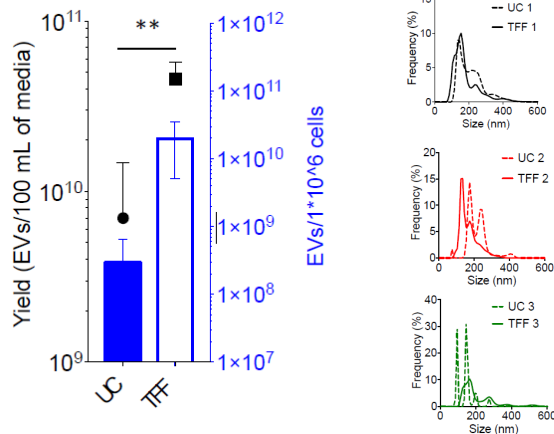 **
1×10^12
10^11
1×10^11
1×10^10
10^10
1×10^9
1×10^8
10^9
1×10^7
Yield (EVs/100 mL of media)
EVs/1*10^6 cells
UC
TFF
UC 1
TFF 1
Frequency (%)
10
5
0
0 200 400 600
Size (nm)
UC 2
TFF 2
Frequency (%)
20
15
10
5
0
0 200 400 600
Size (nm)
UC 3
TFF 3
Frequency (%)
40
30
20
10
0
0 200 400 600
Size (nm)